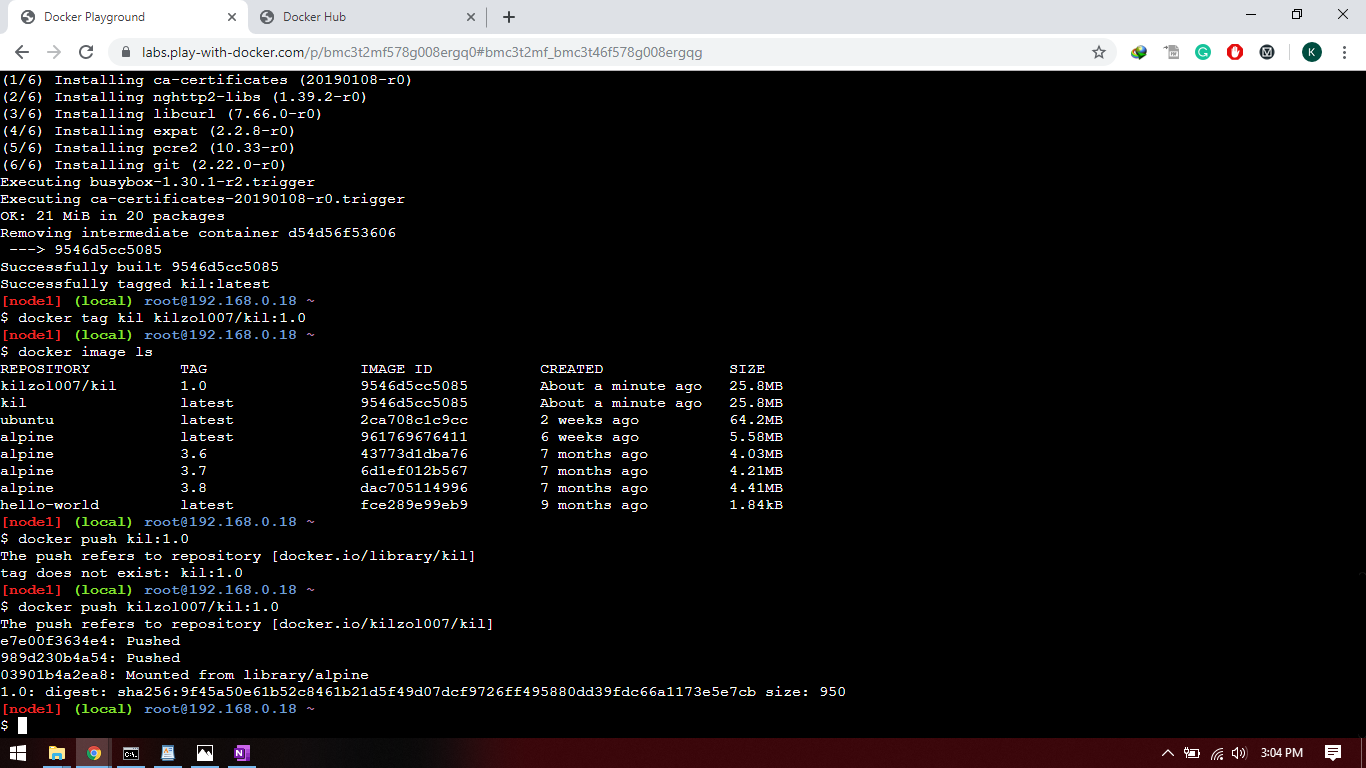 Docker Playground
Docker Hub
labs.play-with-docker.com/p/bmc3t2mf578g008ergq0#bmc3t2mf_bmc3t46f578g008ergqg
K
(1/6) Installing ca-certificates (20190108-r0)
(2/6) Installing nghttp2-libs (1.39.2-r0)
(3/6) Installing libcurl (7.66.0-r0)
(4/6) Installing expat (2.2.8-r0)
(5/6) Installing pcre2 (10.33-r0)
(6/6) Installing git (2.22.0-r0)
Executing busybox-1.30.1-r2.trigger
Executing ca-certificates-20190108-r0.trigger
OK: 21 MiB in 20 packages
Removing intermediate container d54d56f53606
---> 9546d5cc5085
Successfully built 9546d5cc5085
Successfully tagged kil:latest
[node1] (local) root@192.168.0.18 ~
$ docker tag kil kilzol007/kil:1.0
[node1] (local) root@192.168.0.18 ~
$ docker image ls
REPOSITORY TAG IMAGE ID CREATED SIZE
kilzol007/kil 1.0 9546d5cc5085 About a minute ago 25.8MB
kil latest 9546d5cc5085 About a minute ago 25.8MB
ubuntu latest 2ca708c1c9cc 2 weeks ago 64.2MB
alpine latest 961769676411 6 weeks ago 5.58MB
alpine 3.6 43773d1dba76 7 months ago 4.03MB
alpine 3.7 6d1ef012b567 7 months ago 4.21MB
alpine 3.8 dac705114996 7 months ago 4.41MB
hello-world latest fce289e99eb9 9 months ago 1.84kB
[node1] (local) root@192.168.0.18 ~
$ docker push kil:1.0
The push refers to repository [docker.io/library/kil]
tag does not exist: kil:1.0
[node1] (local) root@192.168.0.18 ~
$ docker push kilzol007/kil:1.0
The push refers to repository [docker.io/kilzol007/kil]
e7e00f3634e4: Pushed
989d230b4a54: Pushed
03901b4a2ea8: Mounted from library/alpine
1.0: digest: sha256:9f45a50e61b52c8461b21d5f49d07dcf9726ff495880dd39fdc66a1173e5e7cb size: 950
[node1] (local) root@192.168.0.18 ~
$
3:04 PM